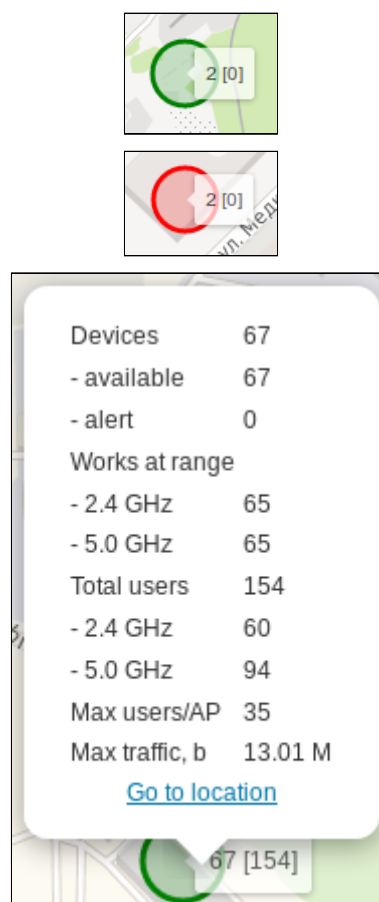 2 [0]
2 [0]
ул. Меди
Devices 67
- available 67
- alert 0
Works at range
- 2.4 GHz 65
- 5.0 GHz 65
Total users 154
- 2.4 GHz 60
- 5.0 GHz 94
Max users/AP 35
Max traffic, b 13.01 M
Go to location
67 [154]